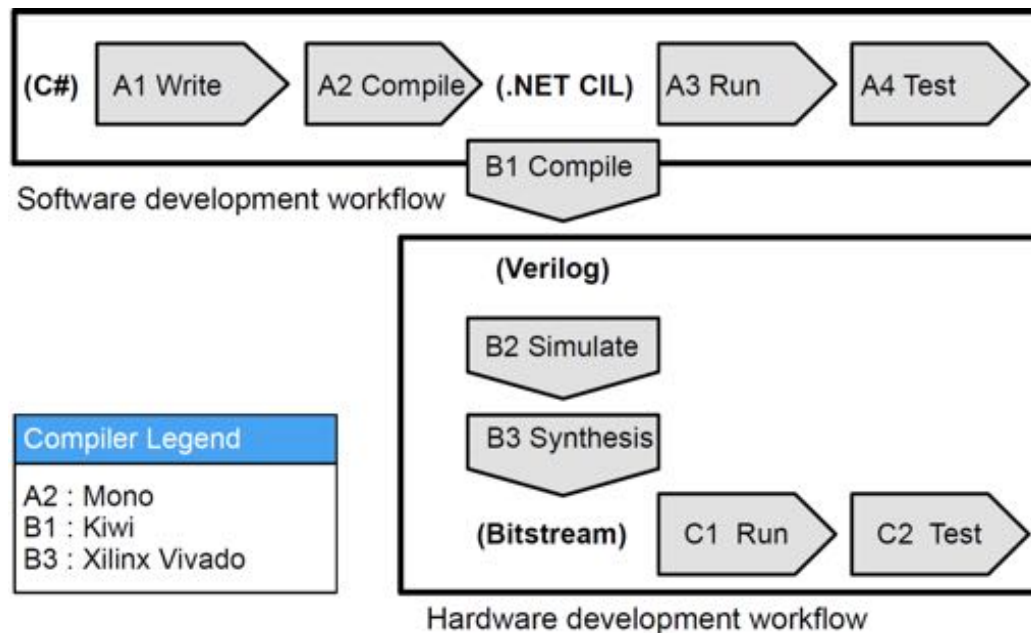 (C#) A1 Write A2 Compile (.NET CIL) A3 Run A4 Test
B1 Compile
Software development workflow
(Verilog)
B2 Simulate
B3 Synthesis
(Bitstream) C1 Run C2 Test
Hardware development workflow
Compiler Legend
A2 : Mono
B1 : Kiwi
B3 : Xilinx Vivado